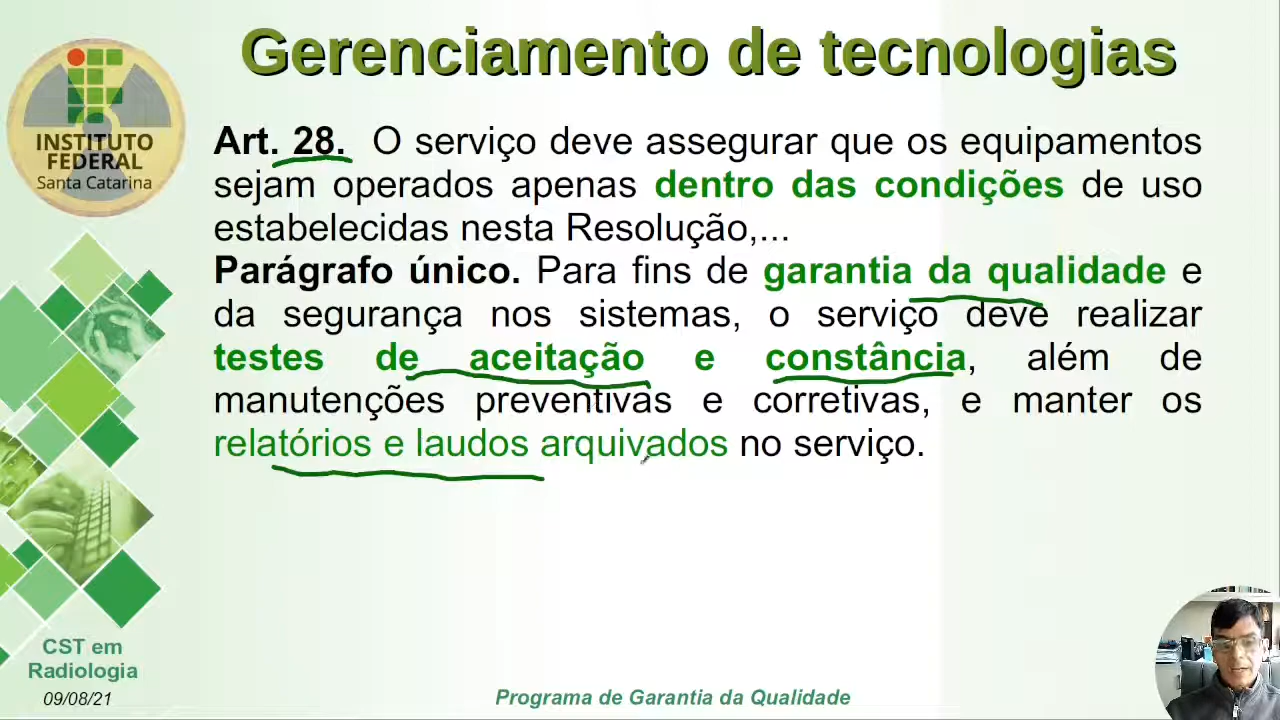 Gerenciamento de tecnologias
INSTITUTO
FEDERAL
Santa Catarina
Art. 28. O serviço deve assegurar que os equipamentos
sejam operados apenas dentro das condições de uso
estabelecidas nesta Resolução,...
Parágrafo único. Para fins de garantia da qualidade e
da segurança nos sistemas, o serviço deve realizar
testes de aceitação e constância, além de
manutenções preventivas e corretivas, e manter os
relatórios e laudos arquivados no serviço.
CST em
Radiologia
09/08/21
Programa de Garantia da Qualidade